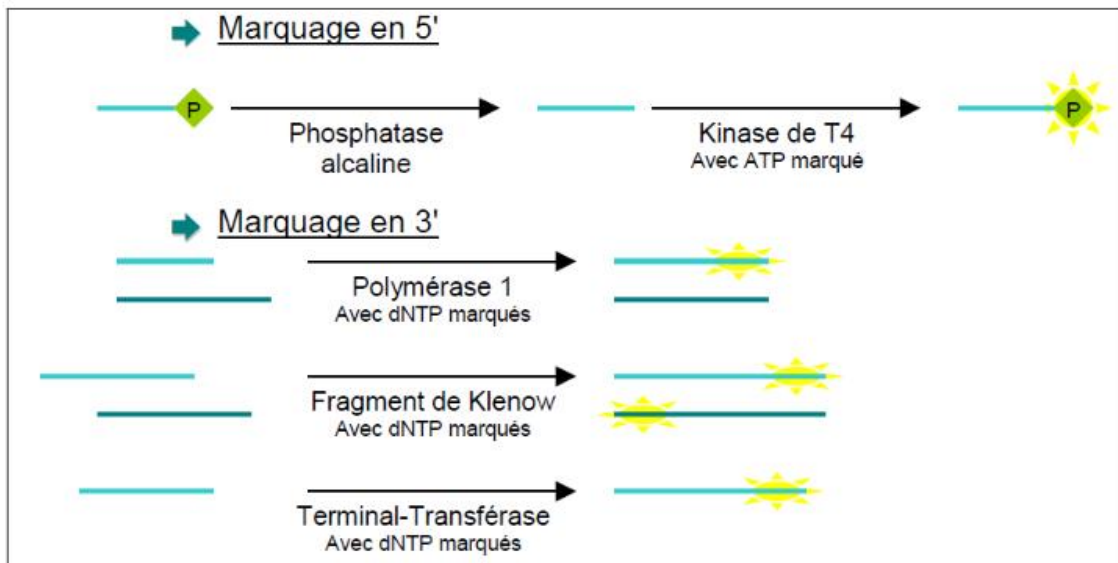 Marquage en 5'
P
Phosphatase
alcaline
Kinase de T4
Avec ATP marqué
P
Marquage en 3'
Polymérase 1
Avec dNTP marqués
Fragment de Klenow
Avec dNTP marqués
Terminal-Transférase
Avec dNTP marqués